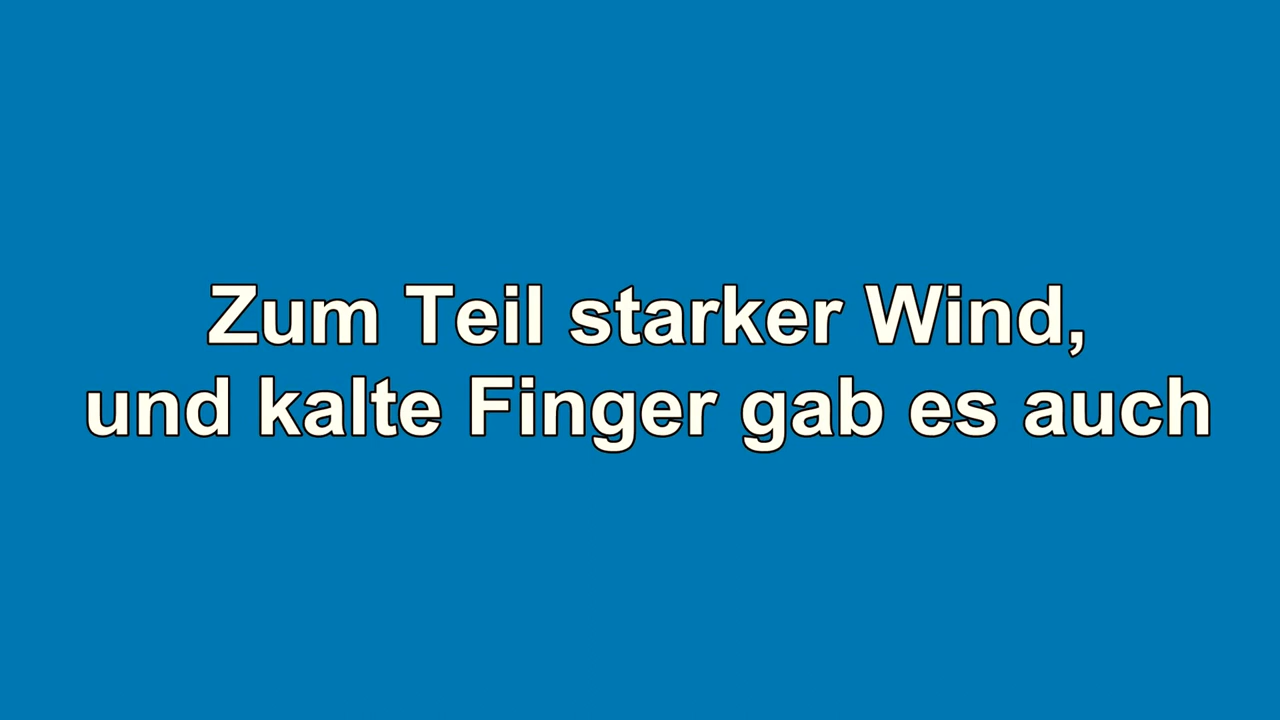 Zum Teil starker Wind,
und kalte Finger gab es auch